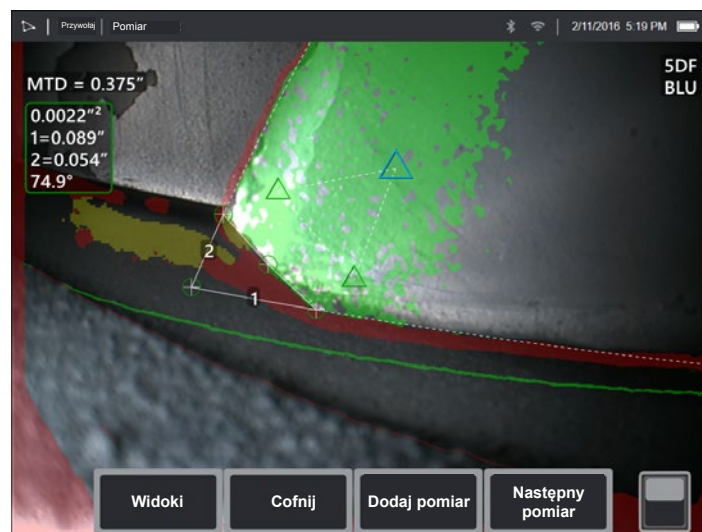 Przywołaj Pomiar 2/11/2016 5:19 PM
5DF
BLU
MTD = 0.375"
0.0022"²
1=0.089"
2=0.054"
74.9°
2
1
Widoki Cofnij Dodaj pomiar Następny pomiar